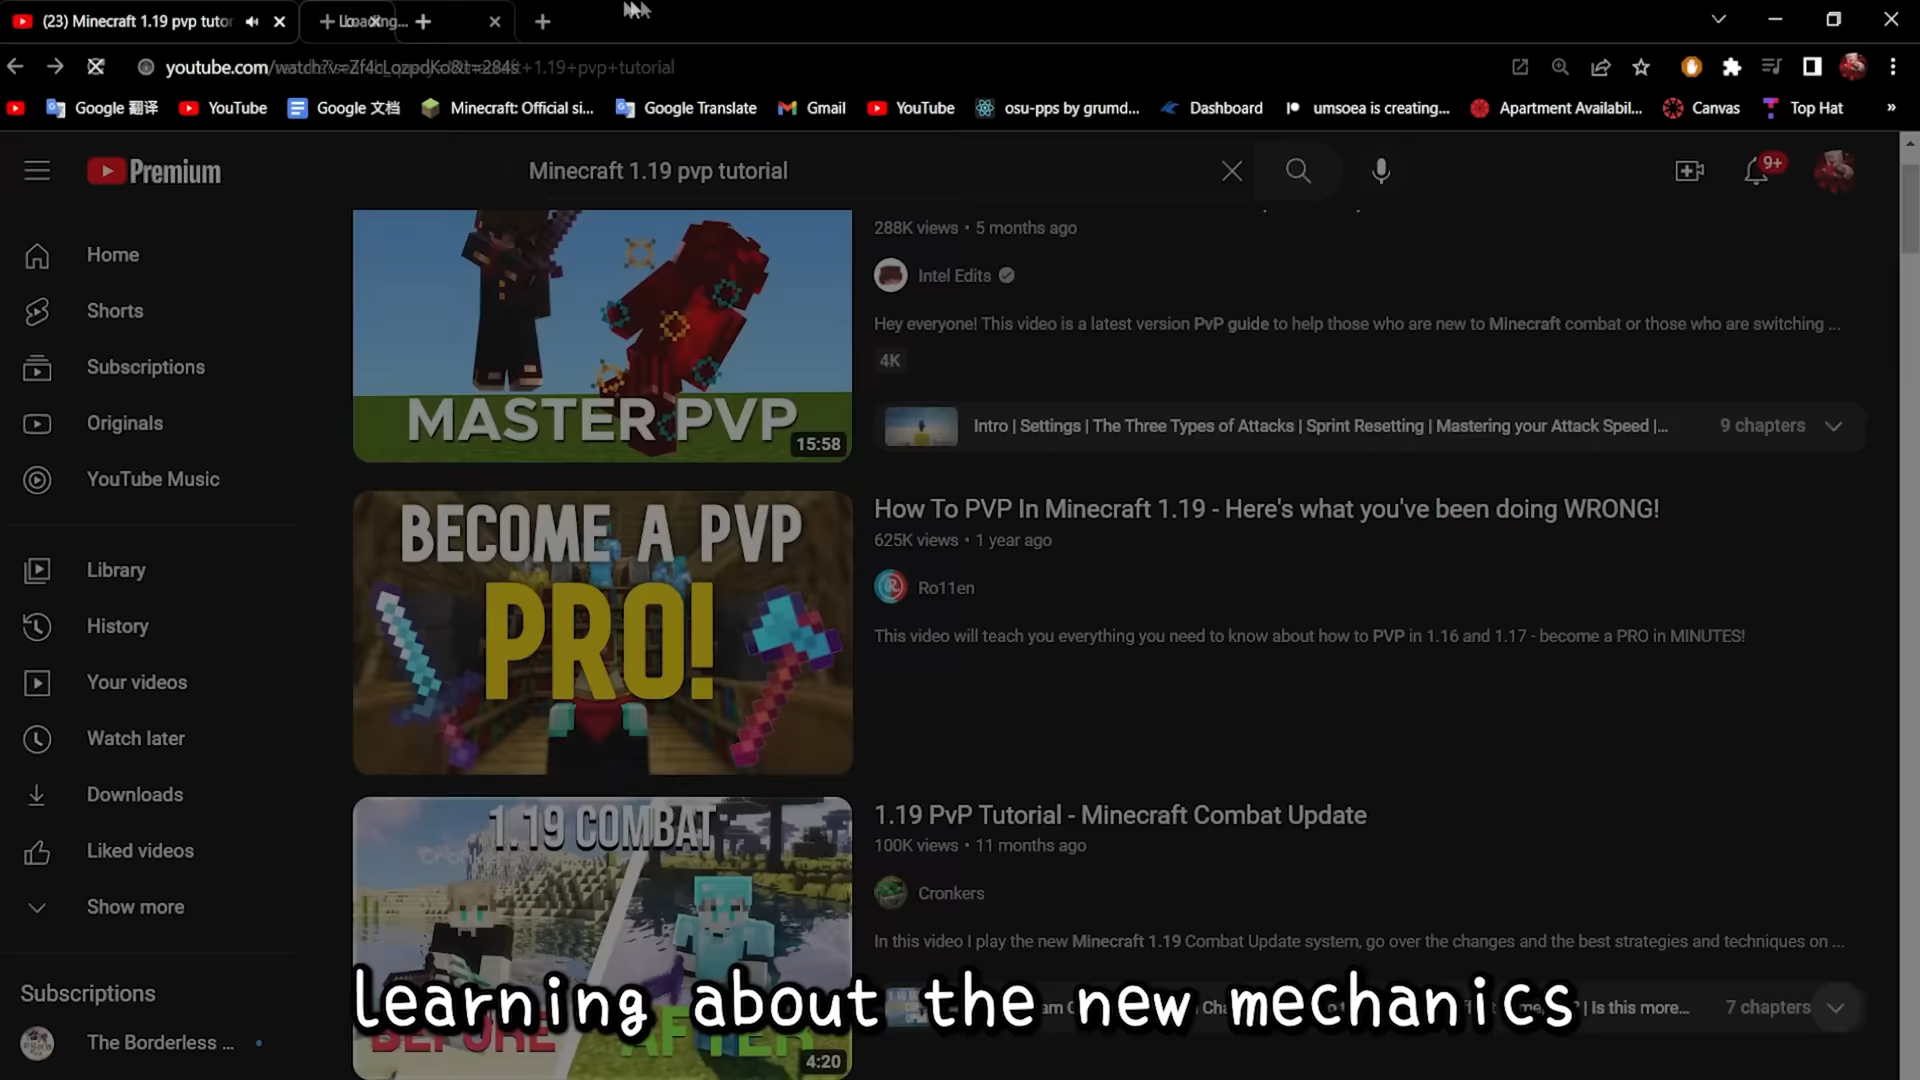 (23) Minecraft 1.19 pvp tutor
youtube.com
1.19+pvp+tutorial
Google 翻译
YouTube
Google 文档
Minecraft: Official si...
Google Translate
Gmail
YouTube
osu-pps by grumd...
Dashboard
umsoea is creating...
Apartment Availabil...
Canvas
Top Hat
»
Premium
Minecraft 1.19 pvp tutorial
9+
Home
Shorts
Subscriptions
Originals
YouTube Music
Library
History
Your videos
Watch later
Downloads
Liked videos
Show more
Subscriptions
The Borderless ...
MASTER PVP
15:58
288K views • 5 months ago
Intel Edits
Hey everyone! This video is a latest version PvP guide to help those who are new to Minecraft combat or those who are switching ...
4K
Intro | Settings | The Three Types of Attacks | Sprint Resetting | Mastering your Attack Speed |...
9 chapters
BECOME A PVP
PRO!
How To PVP In Minecraft 1.19 - Here's what you've been doing WRONG!
625K views • 1 year ago
Ro11en
This video will teach you everything you need to know about how to PVP in 1.16 and 1.17 - become a PRO in MINUTES!
1.19 COMBAT
BEFORE
AFTER
4:20
1.19 PvP Tutorial - Minecraft Combat Update
100K views • 11 months ago
Cronkers
In this video I play the new Minecraft 1.19 Combat Update system, go over the changes and the best strategies and techniques on ...
| Is this more...
7 chapters
learning about the new mechanics